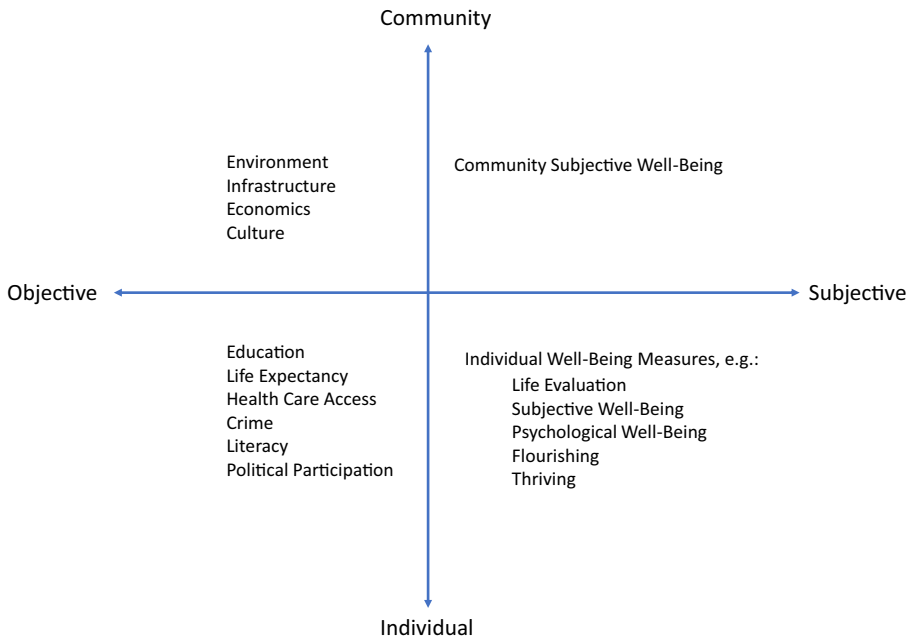 Community
Environment
Infrastructure
Economics
Culture
Community Subjective Well-Being
Objective
Subjective
Education
Life Expectancy
Health Care Access
Crime
Literacy
Political Participation
Individual Well-Being Measures, e.g.:
Life Evaluation
Subjective Well-Being
Psychological Well-Being
Flourishing
Thriving
Individual